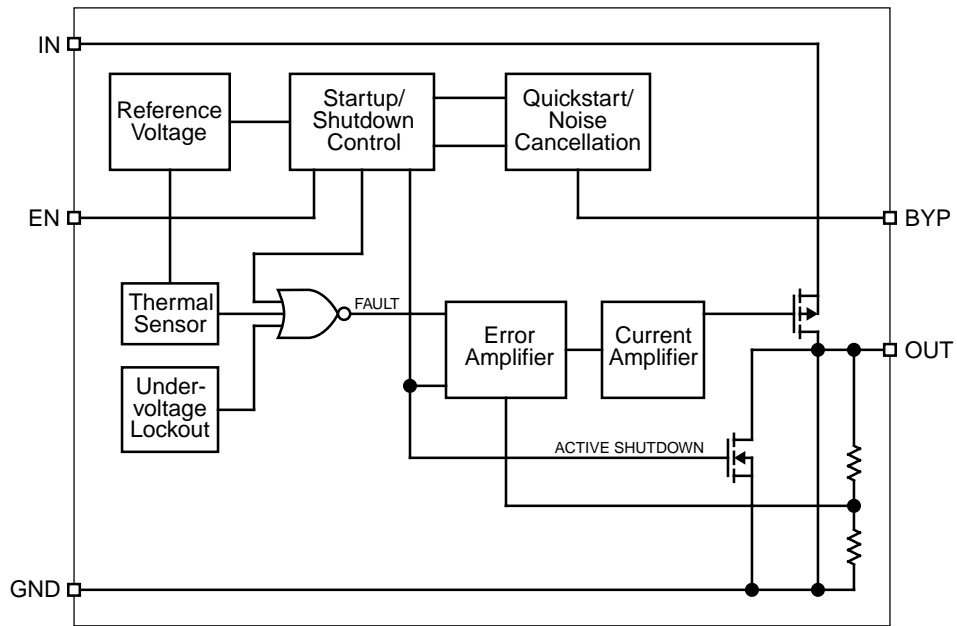 IN
Reference
Voltage
Startup/
Shutdown
Control
Quickstart/
Noise
Cancellation
EN
BYP
Thermal
Sensor
FAULT
Error
Amplifier
Current
Amplifier
OUT
Under-
voltage
Lockout
ACTIVE SHUTDOWN
GND